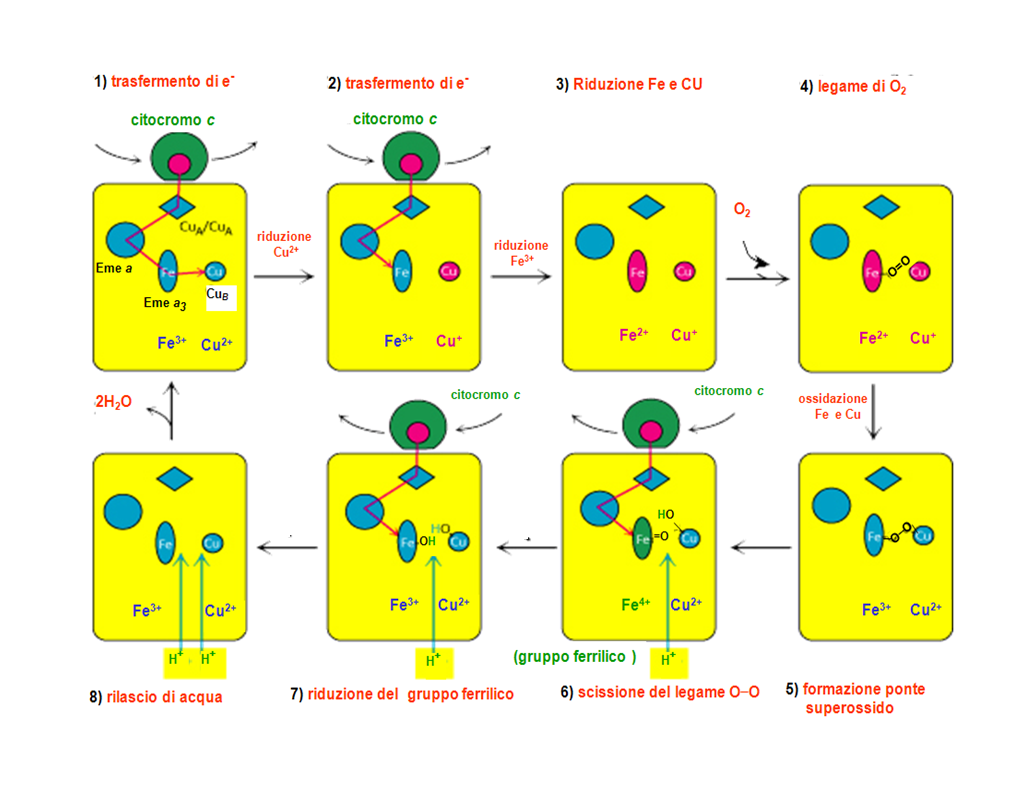 1) trasfermento di e-
2) trasfermento di e-
3) Riduzione Fe e CU
4) legame di O2
citocromo c
citocromo c
CuA/CuA
Eme a
Fe
Cu
CuB
Eme a3
Fe3+ Cu2+
riduzione
Cu2+
Fe
Cu
Fe3+ Cu+
riduzione
Fe3+
Fe
Cu
Fe2+ Cu+
O2
Fe
O=O
Cu
Fe2+ Cu+
2H2O
citocromo c
citocromo c
ossidazione
Fe e Cu
Fe
Cu
Fe3+ Cu2+
H+ H+
Fe
OH
HO
Cu
Fe3+ Cu2+
H+
Fe
=O
HO
Cu
Fe4+ Cu2+
(gruppo ferrilico )
H+
Fe
O
O
Cu
Fe3+ Cu2+
8) rilascio di acqua
7) riduzione del gruppo ferrilico
6) scissione del legame O–O
5) formazione ponte
superossido